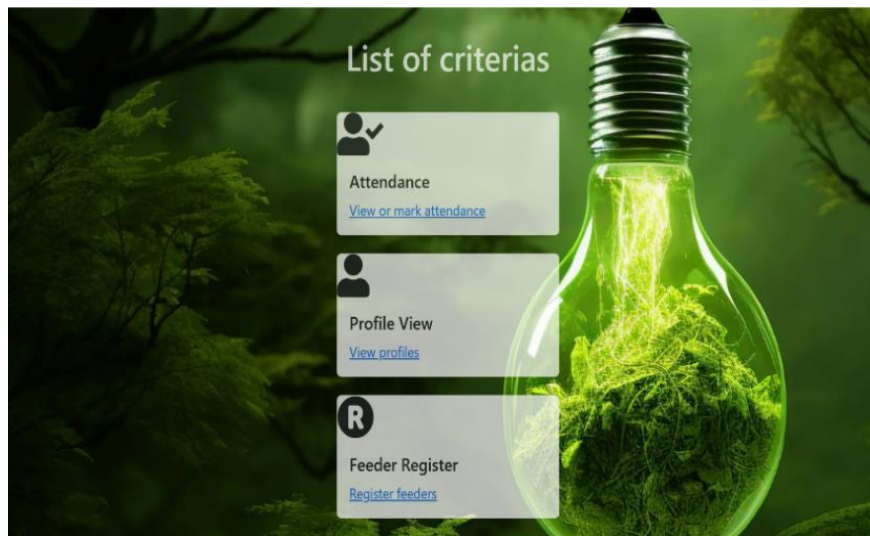 List of criterias
Attendance
View or mark attendance
Profile View
View profiles
R
Feeder Register
Register feeders